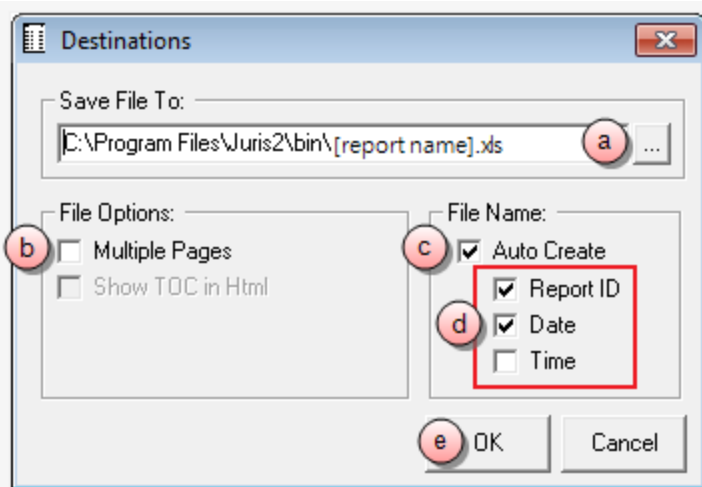 Destinations
Save File To:
C:\Program Files\Juris2\bin\[report name].xls
a
...
File Options:
File Name:
b
Multiple Pages
c
Auto Create
Show TOC in Html
Report ID
d
Date
Time
e
OK
Cancel